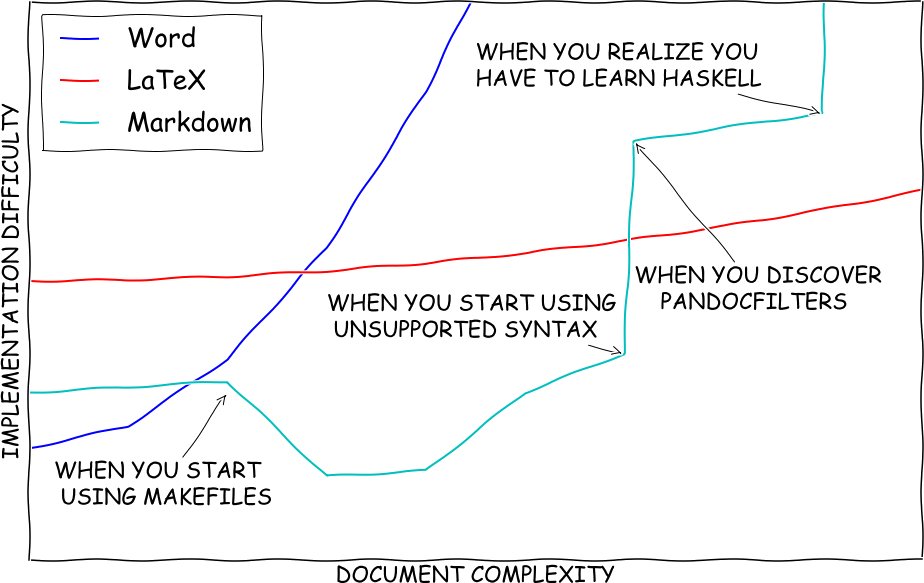 Word
LaTeX
Markdown
WHEN YOU REALIZE YOU
HAVE TO LEARN HASKELL
WHEN YOU DISCOVER
PANDOCFILTERS
WHEN YOU START USING
UNSUPPORTED SYNTAX
WHEN YOU START
USING MAKEFILES
IMPLEMENTATION DIFFICULTY
DOCUMENT COMPLEXITY